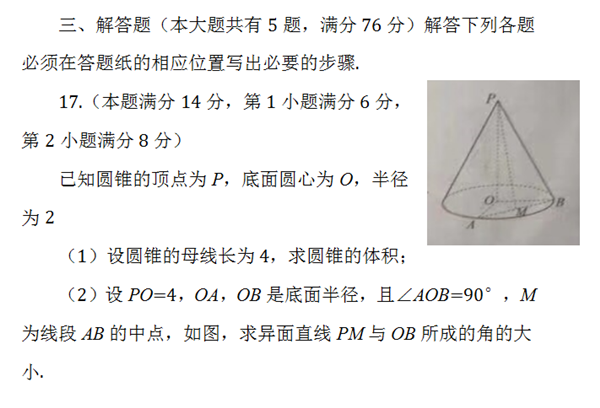 三、解答题（本大题共有 5 题，满分 76 分）解答下列各题
必须在答题纸的相应位置写出必要的步骤.
17.（本题满分 14 分，第 1 小题满分 6 分，
第 2 小题满分 8 分）
已知圆锥的顶点为 P，底面圆心为 O，半径
为 2
（1）设圆锥的母线长为 4，求圆锥的体积；
（2）设 PO=4，OA，OB 是底面半径，且∠AOB=90°，M
为线段 AB 的中点，如图，求异面直线 PM 与 OB 所成的角的大
小.
P
O
M
B
A